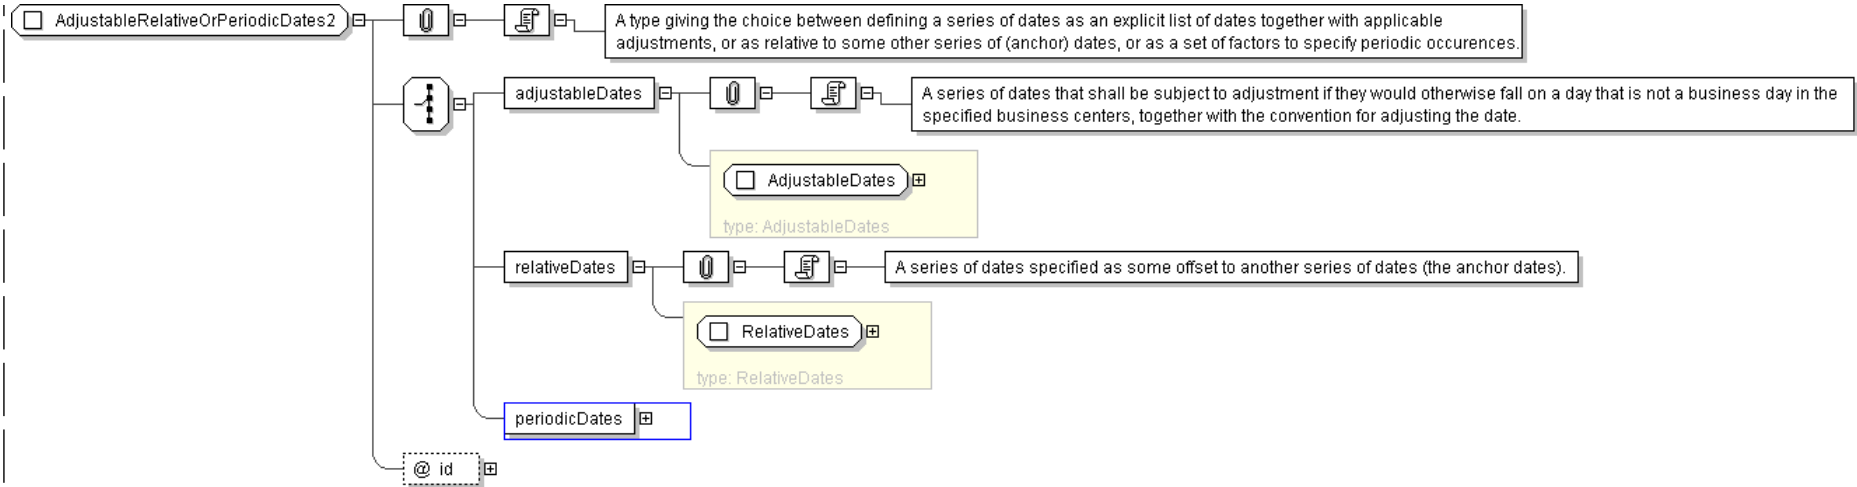 AdjustableRelativeOrPeriodicDates2
A type giving the choice between defining a series of dates as an explicit list of dates together with applicable
adjustments, or as relative to some other series of (anchor) dates, or as a set of factors to specify periodic occurences.
adjustableDates
A series of dates that shall be subject to adjustment if they would otherwise fall on a day that is not a business day in the
specified business centers, together with the convention for adjusting the date.
AdjustableDates
type: AdjustableDates
relativeDates
A series of dates specified as some offset to another series of dates (the anchor dates).
RelativeDates
type: RelativeDates
periodicDates
@ id